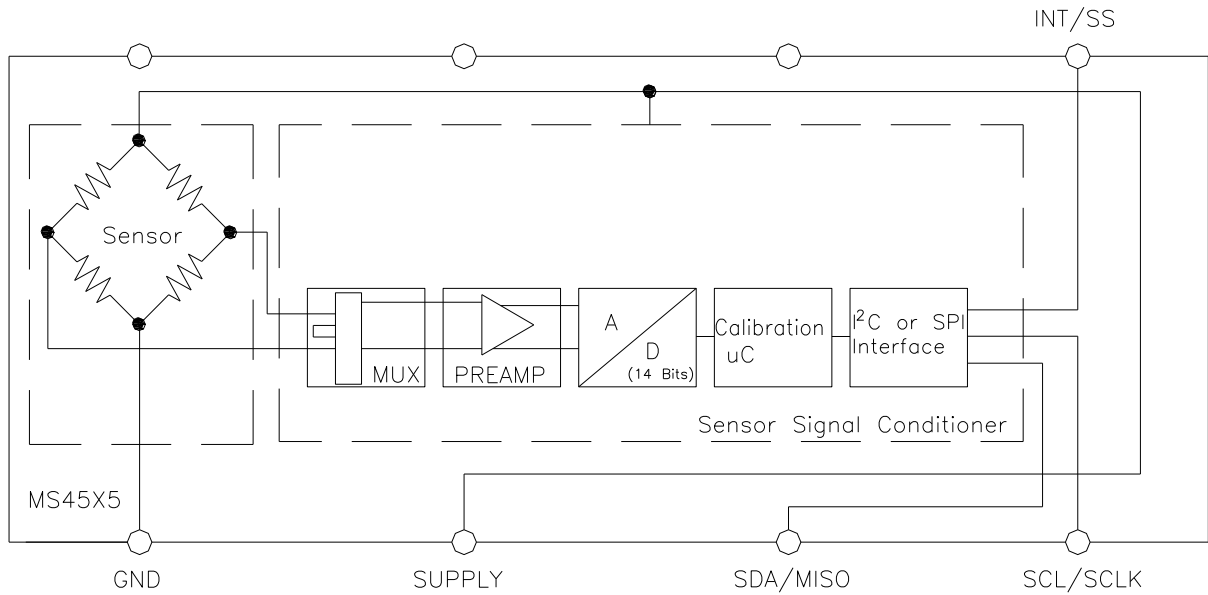 INT/SS
Sensor
MUX
PREAMP
A
D
(14 Bits)
Calibration
uC
I²C or SPI
Interface
Sensor Signal Conditioner
MS45X5
GND
SUPPLY
SDA/MISO
SCL/SCLK